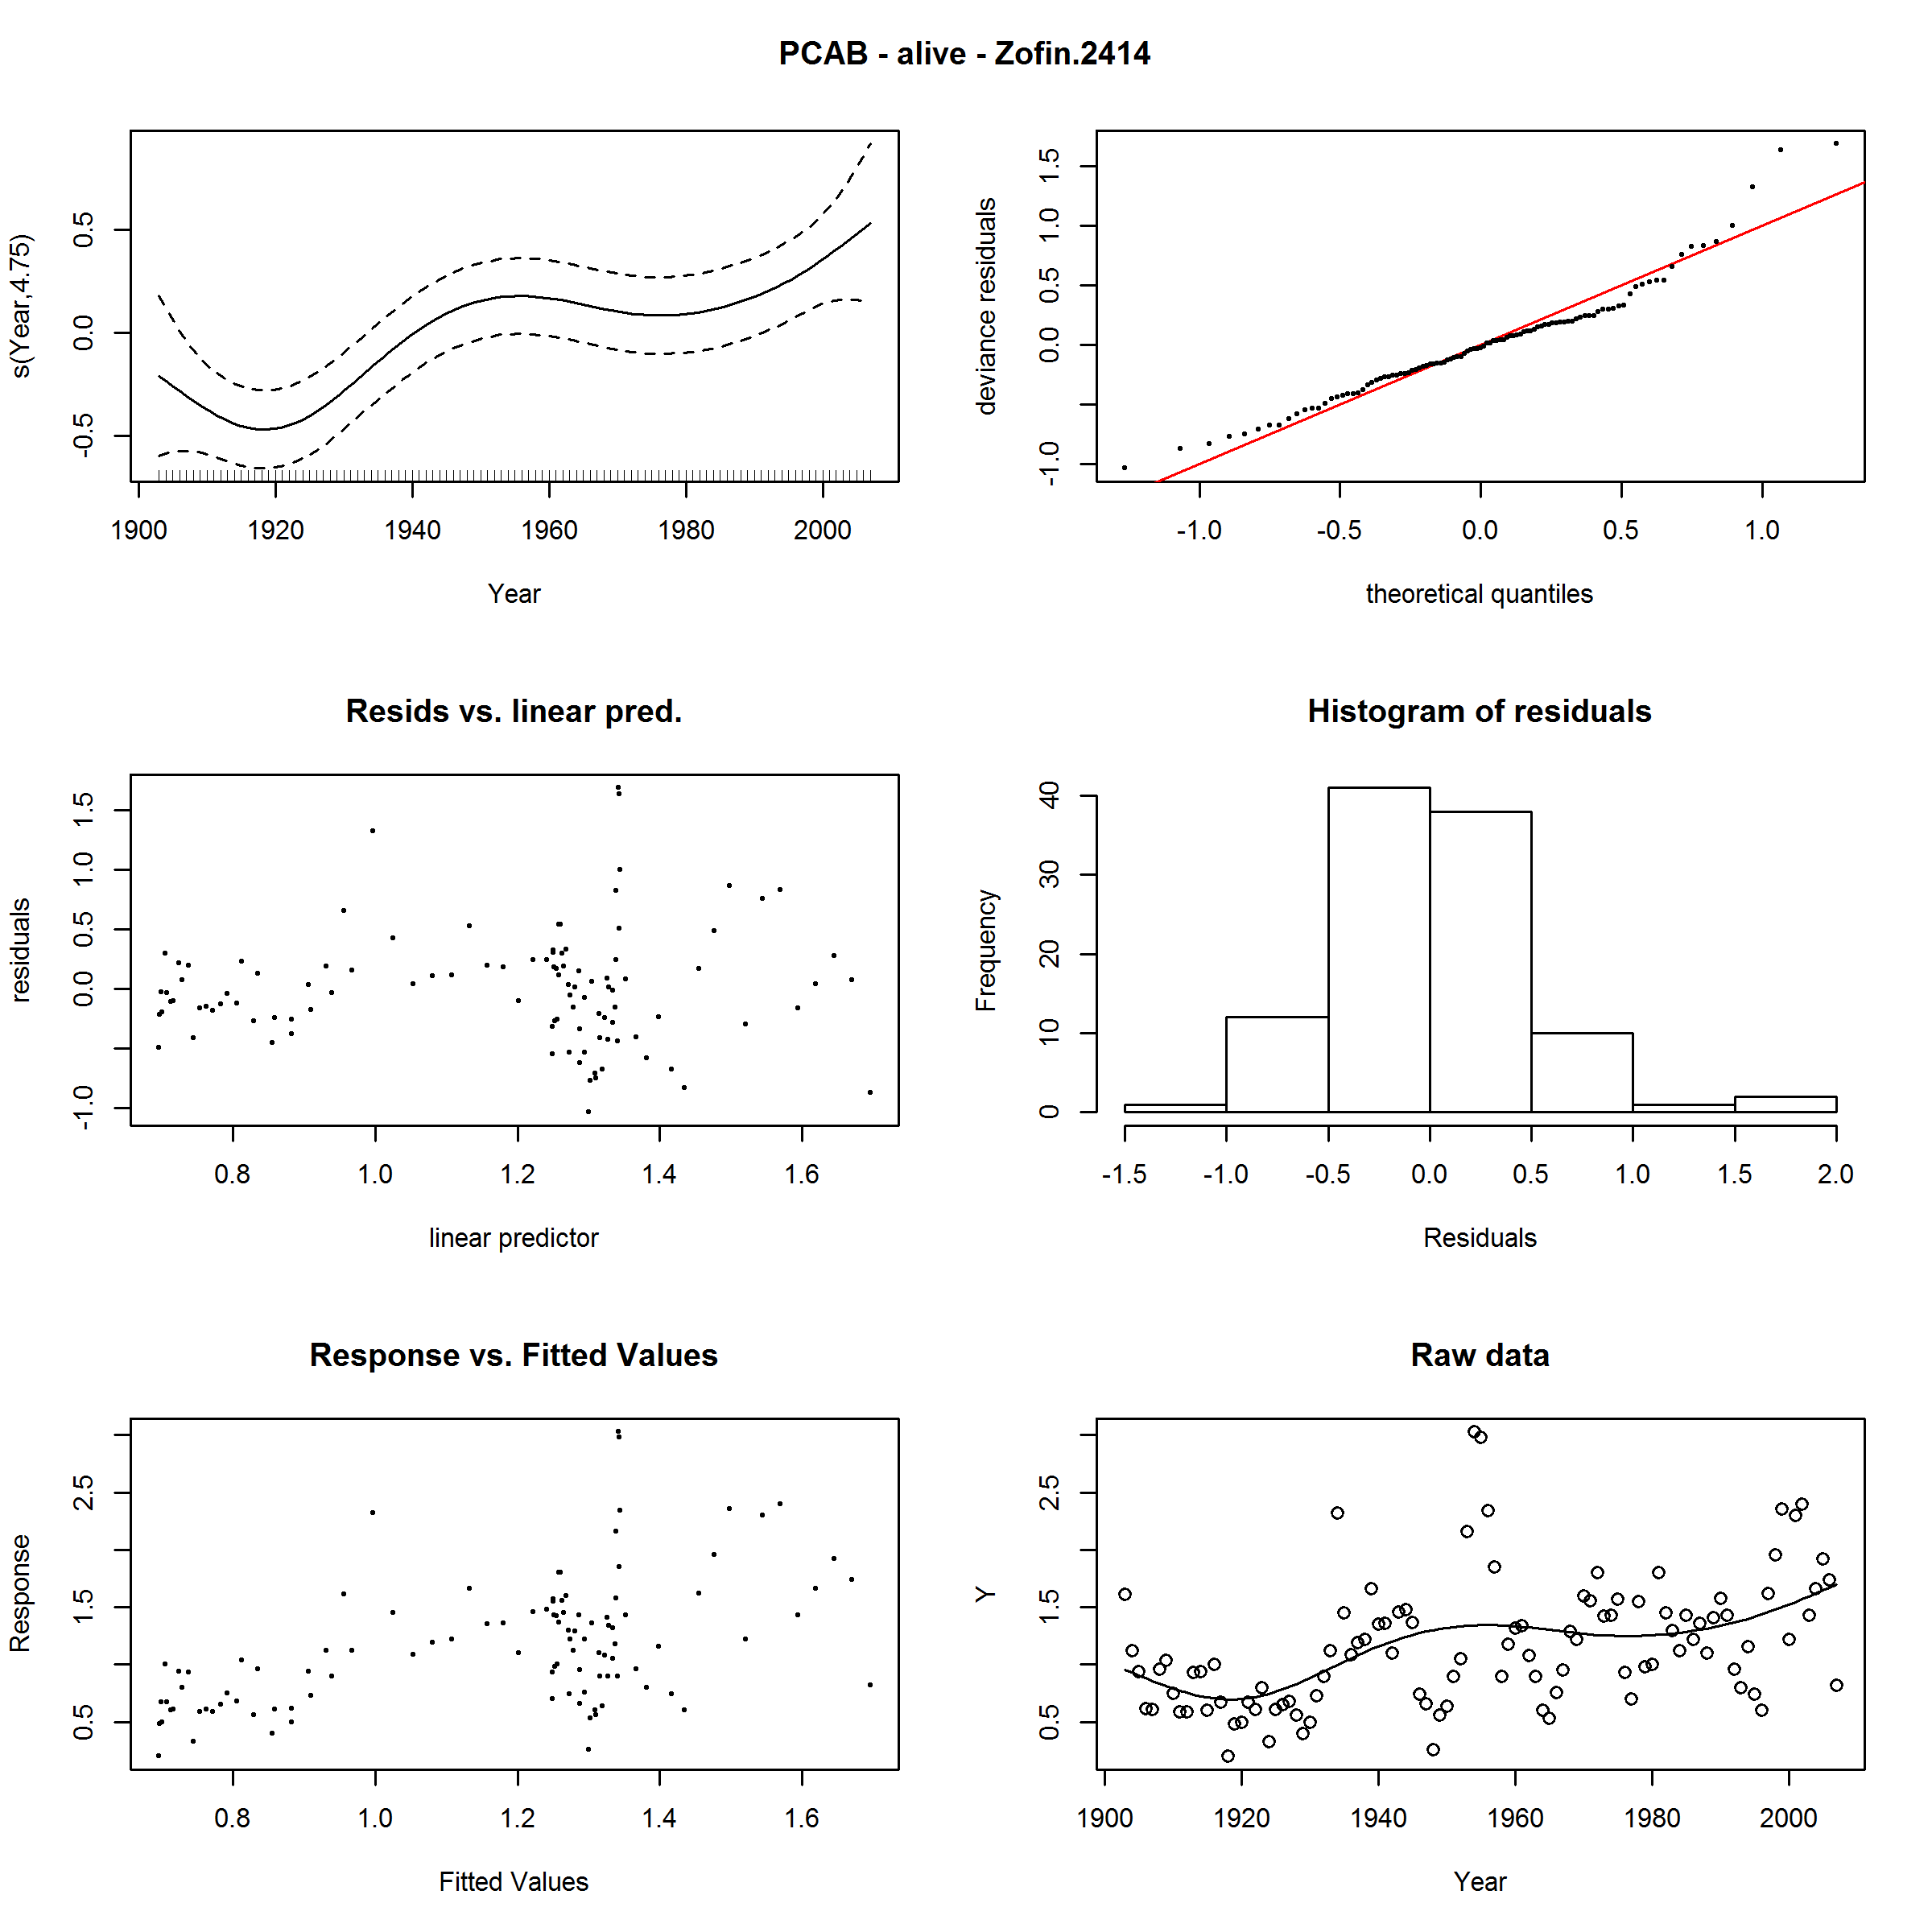 PCAB - alive - Zofin.2414
s(Year,4.75)
-0.5 0.0 0.5
1900 1920 1940 1960 1980 2000
Year
deviance residuals
-1.0 0.0 0.5 1.0 1.5
-1.0 -0.5 0.0 0.5 1.0
theoretical quantiles
Resids vs. linear pred.
residuals
-1.0 0.0 0.5 1.0 1.5
0.8 1.0 1.2 1.4 1.6
linear predictor
Histogram of residuals
Frequency
0 10 20 30 40
-1.5 -1.0 -0.5 0.0 0.5 1.0 1.5 2.0
Residuals
Response vs. Fitted Values
Response
0.5 1.5 2.5
0.8 1.0 1.2 1.4 1.6
Fitted Values
Raw data
Y
0.5 1.5 2.5
1900 1920 1940 1960 1980 2000
Year